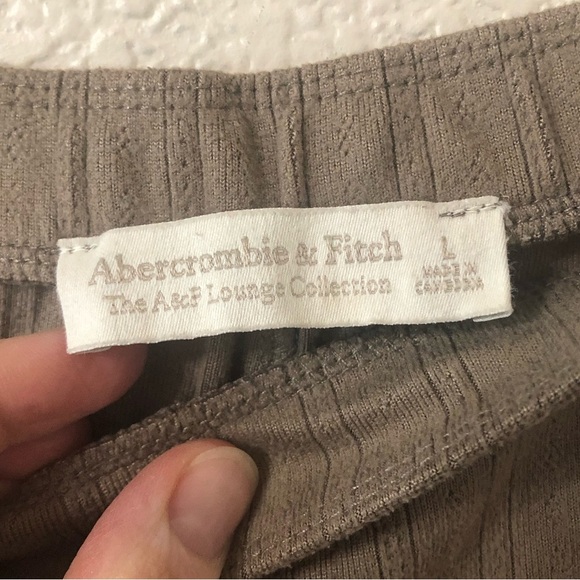 Abercrombie & Fitch
The A&F Lounge Collection
L
MADE IN
CAMBODIA